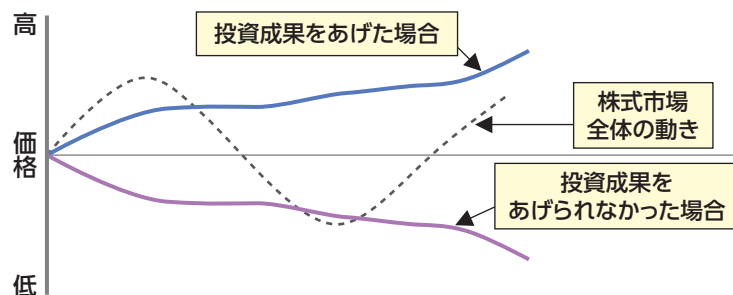 高
価格
低
投資成果をあげた場合
株式市場
全体の動き
投資成果を
あげられなかった場合